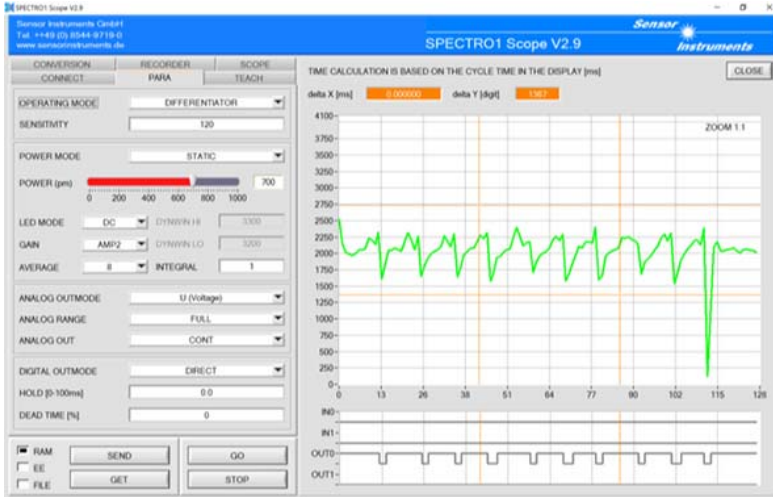 SPECTRO1 Scope V2.9
Sensor Instruments GmbH
Tel. ++49 (0) 8544-9719-0
www.sensorinstruments.de
SPECTRO1 Scope V2.9
Sensor
Instruments
CONVERSION RECORDER SCOPE
CONNECT PARA TEACH
OPERATING MODE DIFFERENTIATOR
SENSITIVITY 120
POWER MODE STATIC
POWER (pm) 700
0 200 400 600 800 1000
LED MODE DC DYNWIN HI 3300
GAIN AMP2 DYNWIN LO 3200
AVERAGE 8 INTEGRAL 1
ANALOG OUTMODE U (Voltage)
ANALOG RANGE FULL
ANALOG OUT CONT
DIGITAL OUTMODE DIRECT
HOLD [0-100ms] 0.0
DEAD TIME [%] 0
RAM
EE
FILE
SEND GO
GET STOP
TIME CALCULATION IS BASED ON THE CYCLE TIME IN THE DISPLAY [ms]
CLOSE
delta X [ms] 0.000000 delta Y [digit] 1367
ZOOM 1:1
4100
3750
3500
3250
3000
2750
2500
2250
2000
1750
1500
1250
1000
750
500
250
0
0 13 26 38 51 64 77 90 102 115 128
IN0
IN1
OUT0
OUT1